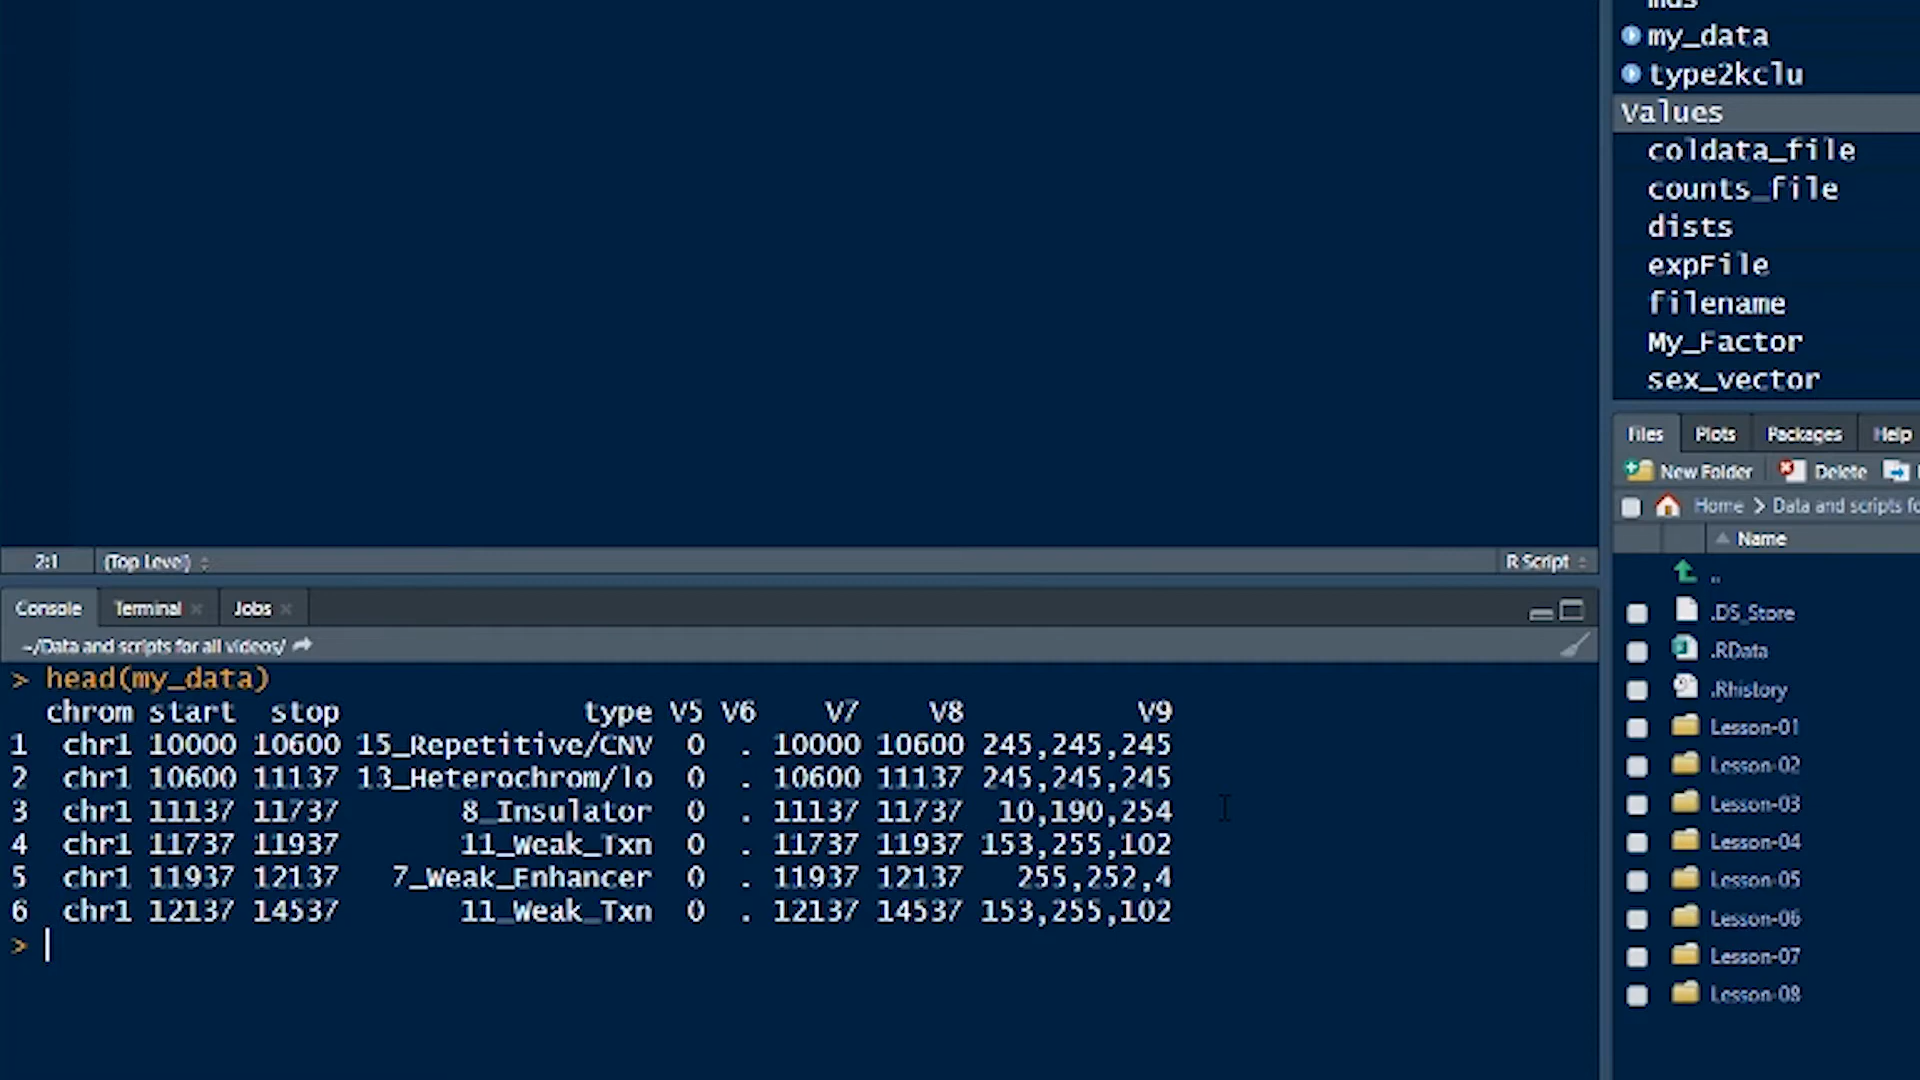 my_data
type2kclu
Values
coldata_file
counts_file
dists
expFile
filename
My_Factor
sex_vector
2:1 (Top Level) R Script
Console Terminal Jobs
~/Data and scripts for all videos/
> head(my_data)
chrom start stop type V5 V6 V7 V8 V9
1 chr1 10000 10600 15_Repetitive/CNV 0 . 10000 10600 245,245,245
2 chr1 10600 11137 13_Heterochrom/lo 0 . 10600 11137 245,245,245
3 chr1 11137 11737 8_Insulator 0 . 11137 11737 10,190,254
4 chr1 11737 11937 11_Weak_Txn 0 . 11737 11937 153,255,102
5 chr1 11937 12137 7_Weak_Enhancer 0 . 11937 12137 255,252,4
6 chr1 12137 14537 11_Weak_Txn 0 . 12137 14537 153,255,102
>
Files Plots Packages Help
New Folder Delete
Home > Data and scripts
Name
..
.DS_Store
.RData
.Rhistory
Lesson-01
Lesson-02
Lesson-03
Lesson-04
Lesson-05
Lesson-06
Lesson-07
Lesson-08